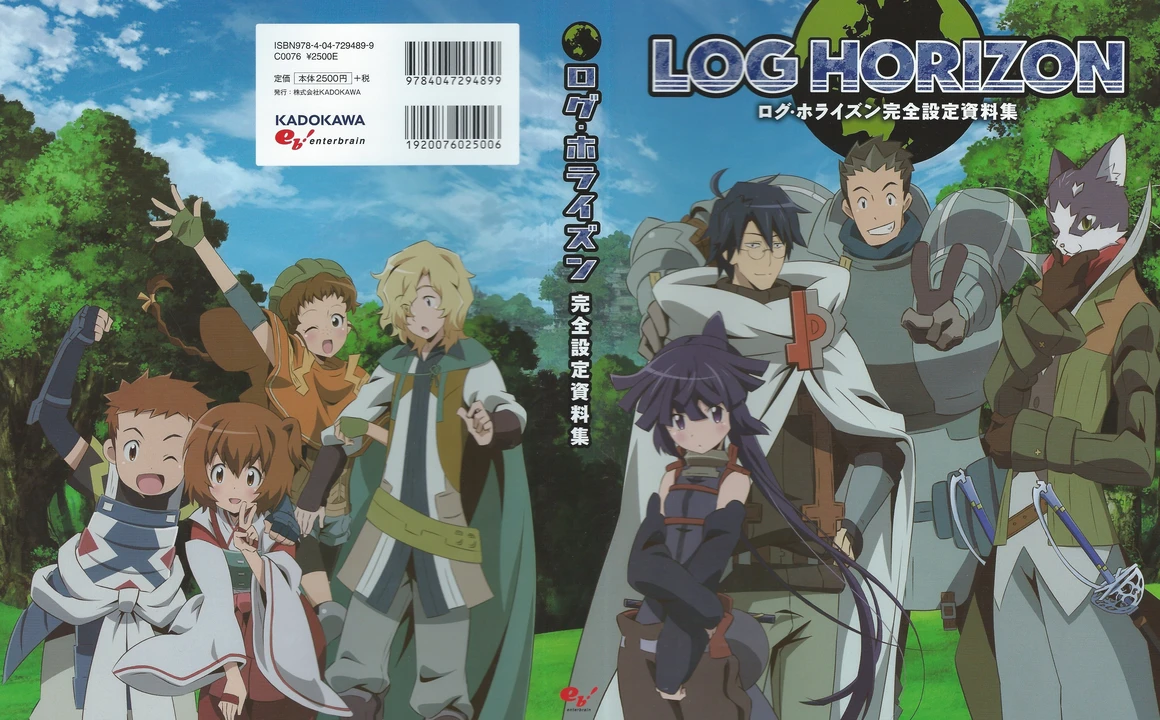 ISBN978-4-04-729489-9
C0076 ¥2500E
定価 本体2500円 +税
発行:株式会社KADOKAWA
KADOKAWA
eb! enterbrain
9784047294899
1920076025006
ログ・ホライズン 完全設定資料集
eb!
enterbrain
LOG HORIZON
ログ・ホライズン完全設定資料集